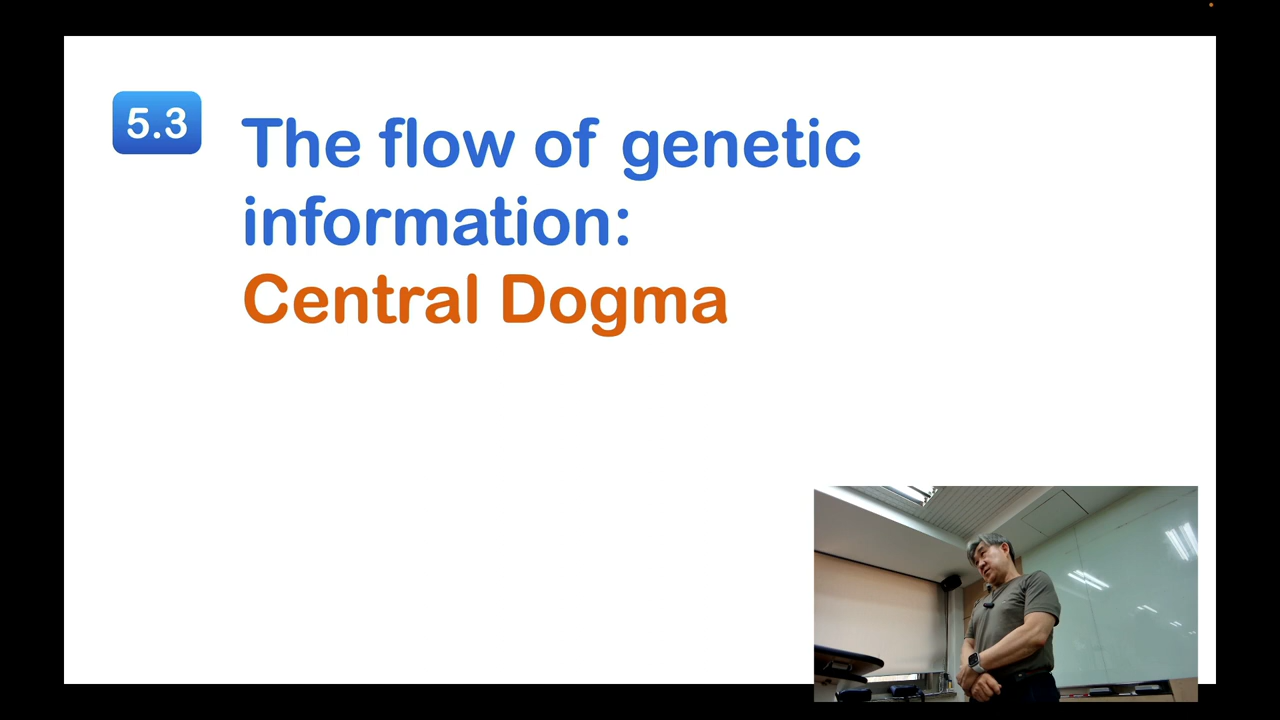 5.3
The flow of genetic
information:
Central Dogma